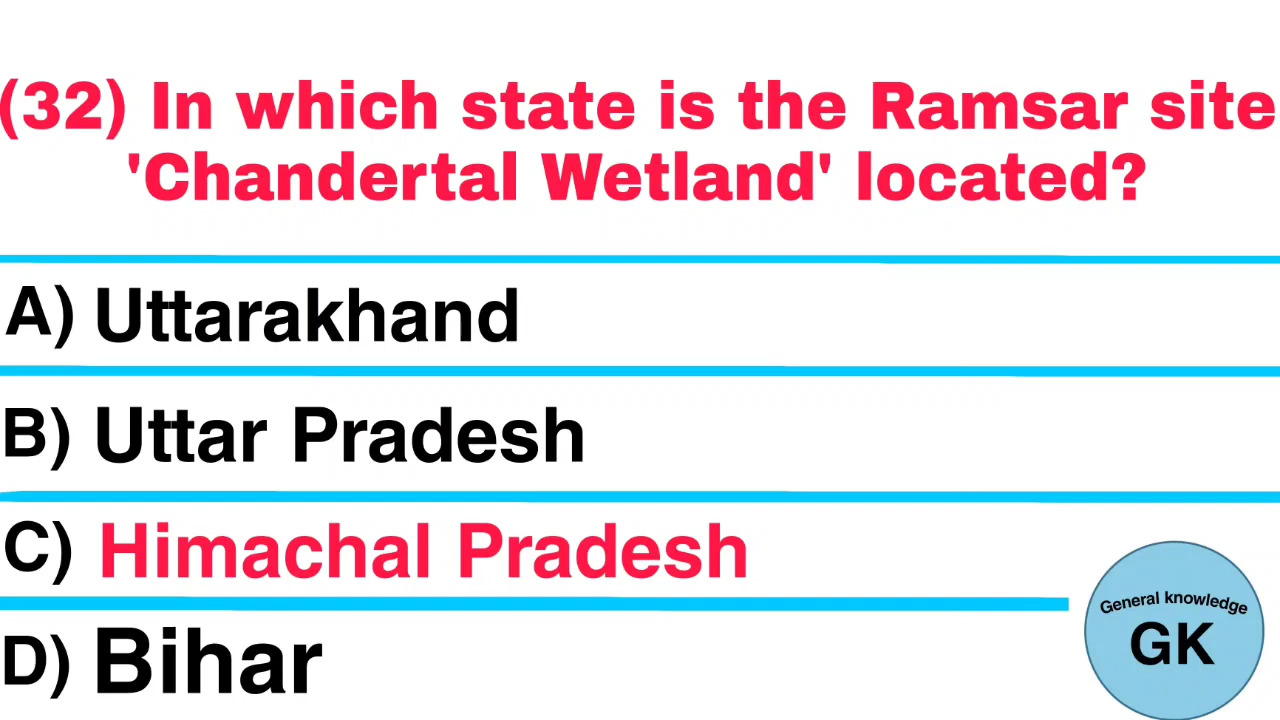 (32) In which state is the Ramsar site
'Chandertal Wetland' located?
A) Uttarakhand
B) Uttar Pradesh
C) Himachal Pradesh
D) Bihar
General knowledge
GK